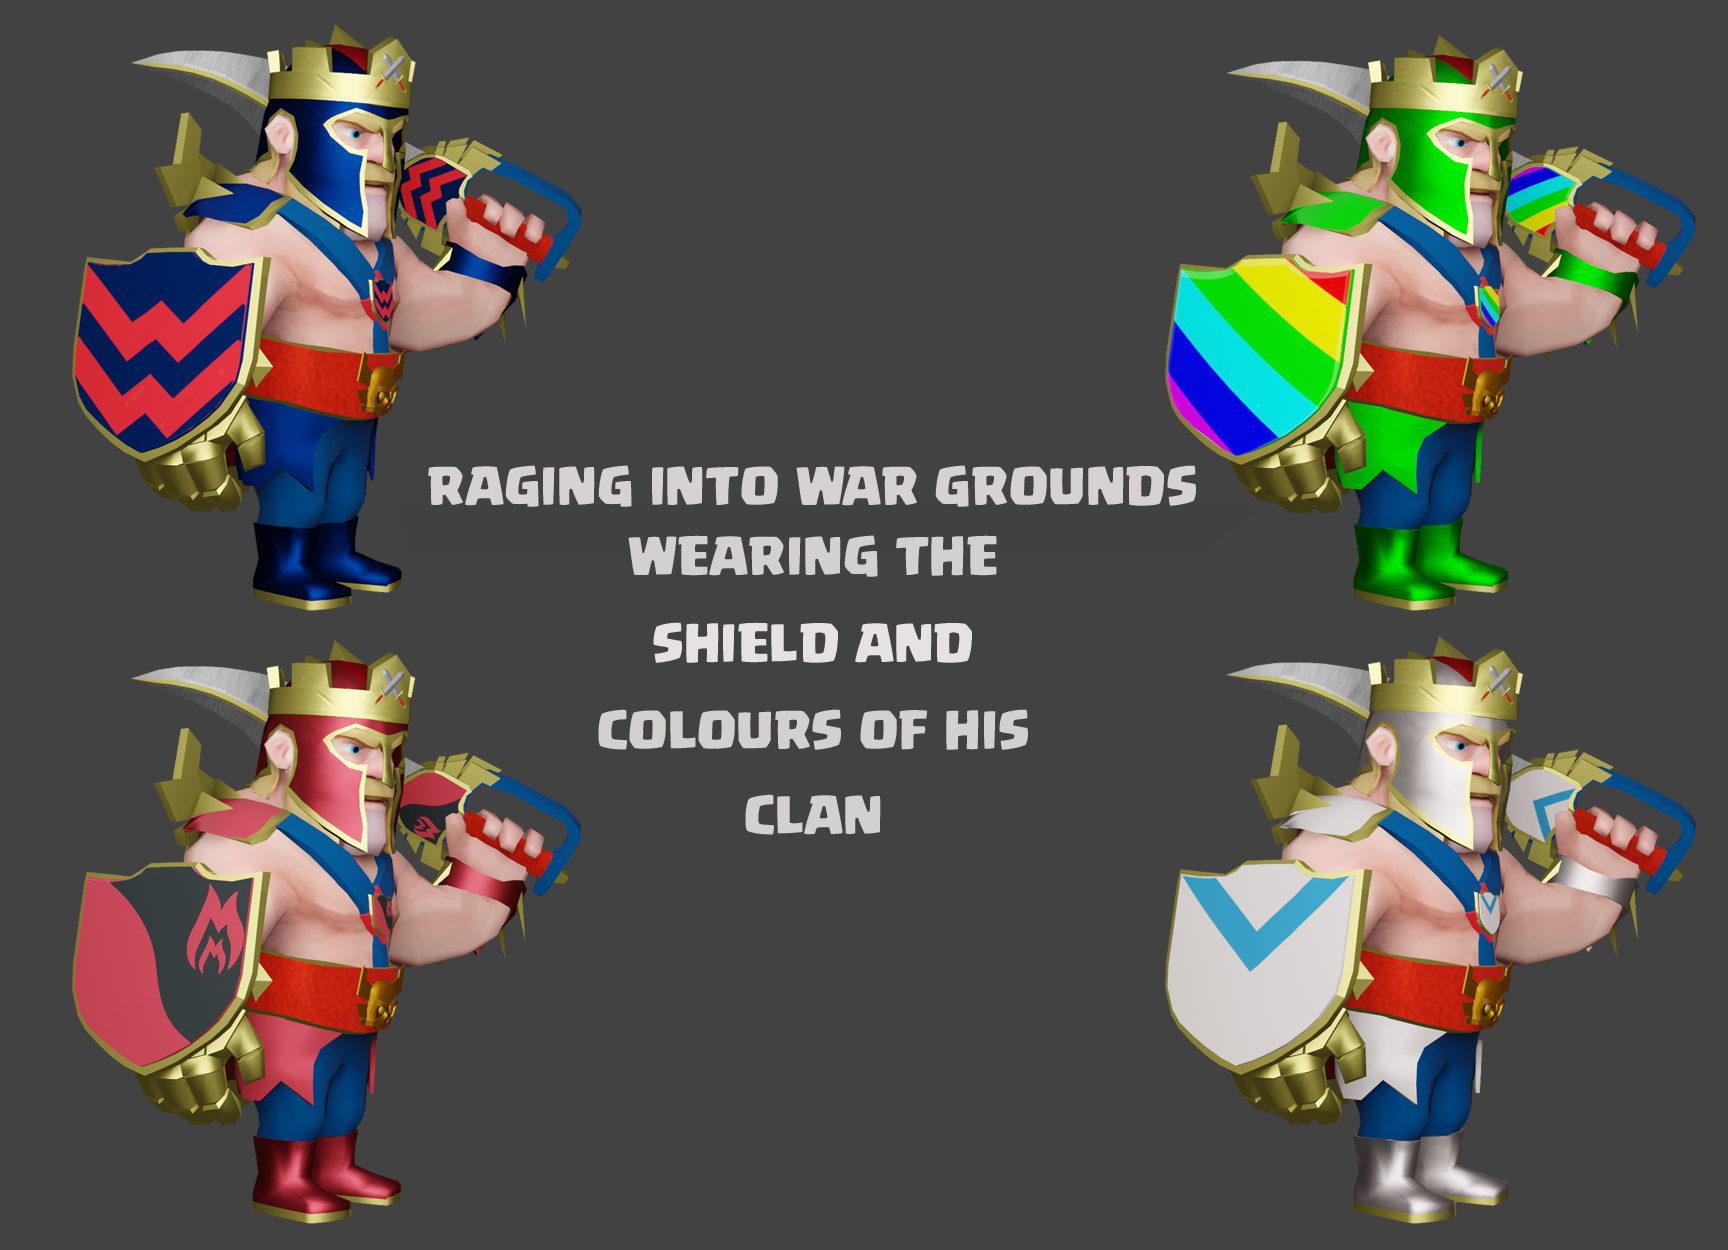 RAGING INTO WAR GROUNDS
WEARING THE
SHIELD AND
COLOURS OF HIS
CLAN